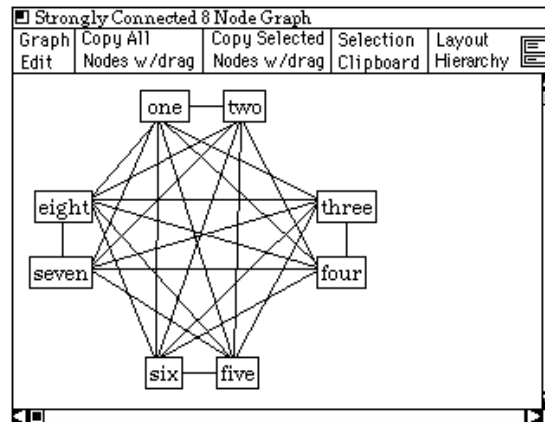 Strongly Connected 8 Node Graph
Graph Copy All Copy Selected Selection Layout
Edit Nodes w/drag Nodes w/drag Clipboard Hierarchy
one two
eight three
seven four
six five